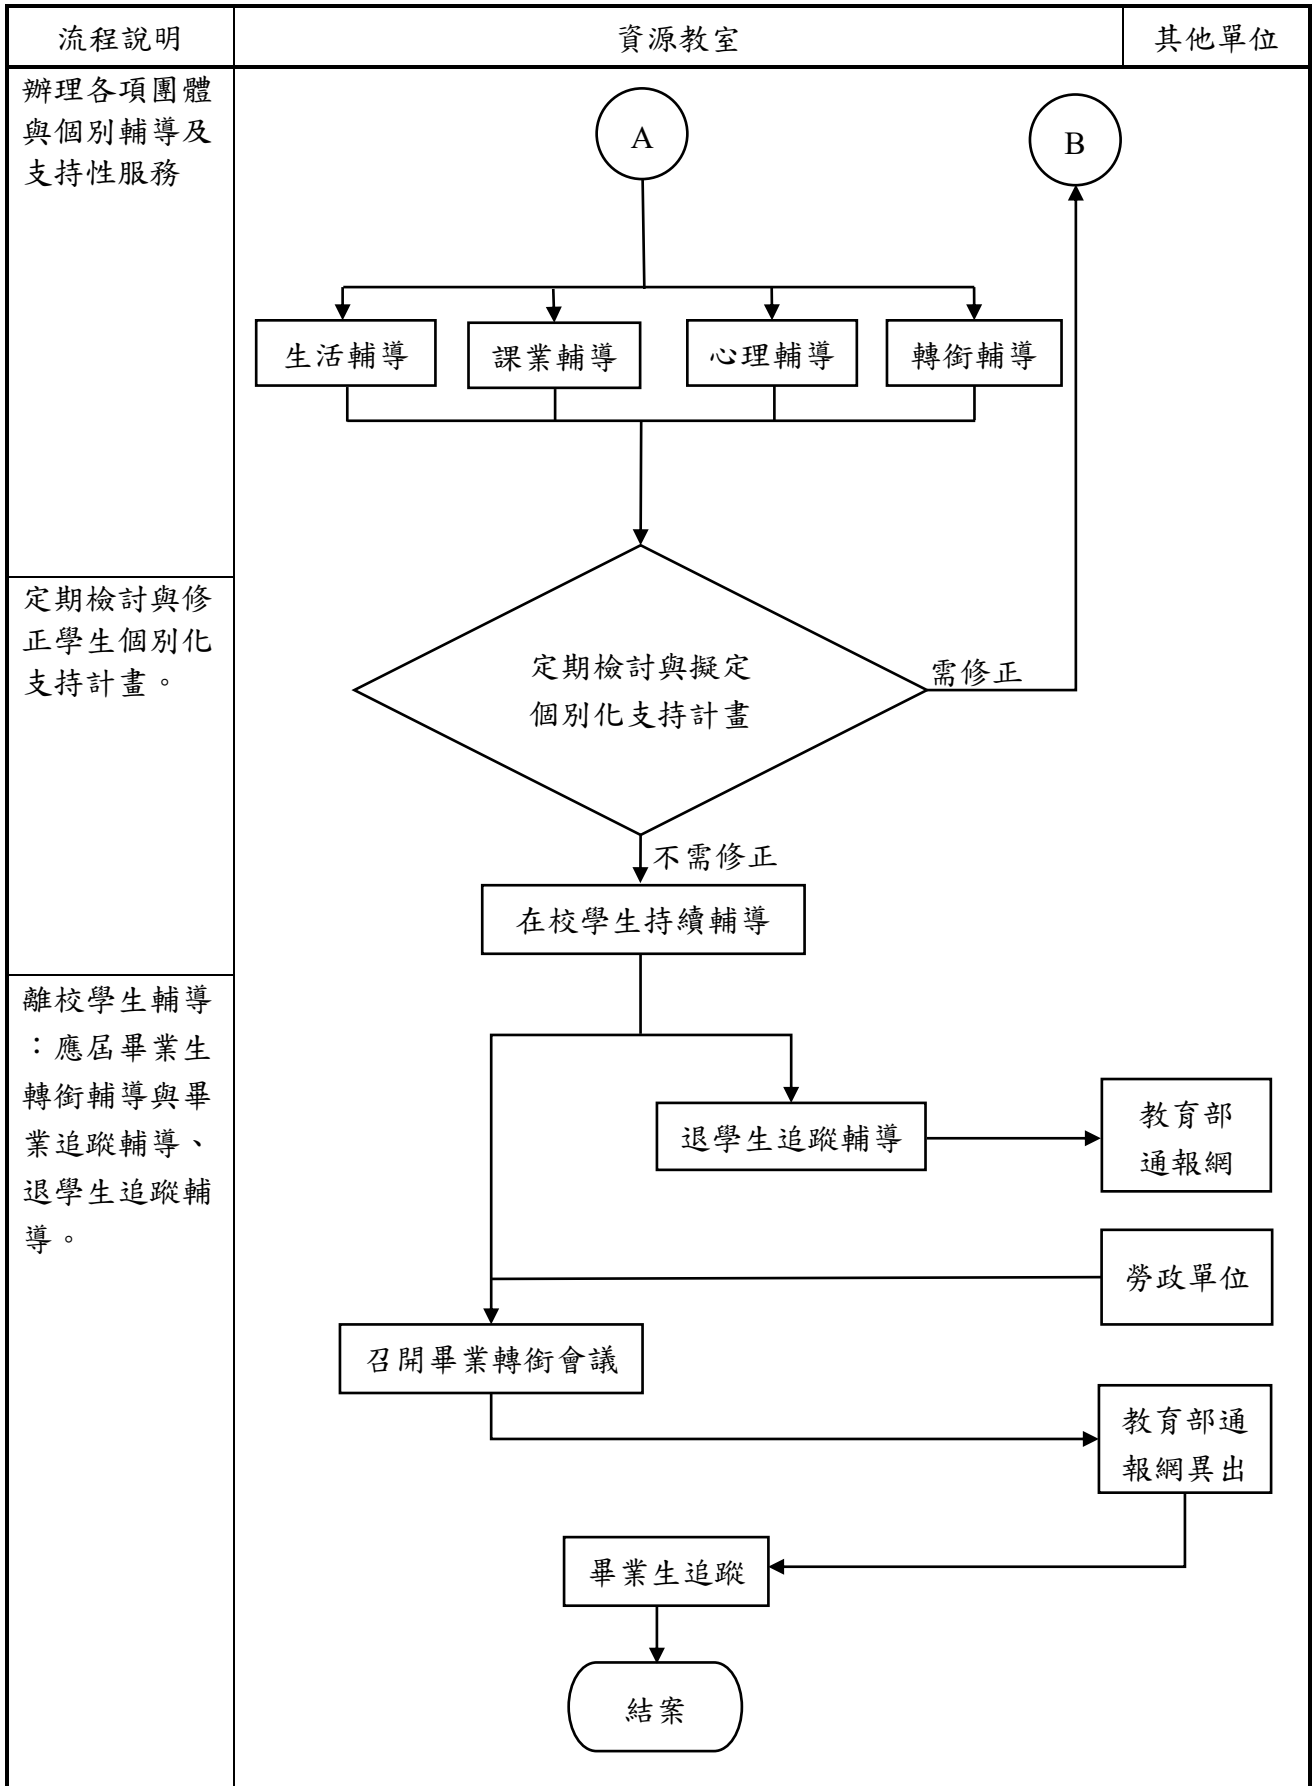 流程說明
資源教室
其他單位
辦理各項團體
與個別輔導及
支持性服務
A
B
生活輔導
課業輔導
心理輔導
轉銜輔導
定期檢討與修
正學生個別化
支持計畫。
定期檢討與擬定
個別化支持計畫
需修正
不需修正
在校學生持續輔導
離校學生輔導
：應屆畢業生
轉銜輔導與畢
業追蹤輔導、
退學生追蹤輔
導。
退學生追蹤輔導
教育部
通報網
勞政單位
召開畢業轉銜會議
教育部通
報網異出
畢業生追蹤
結案